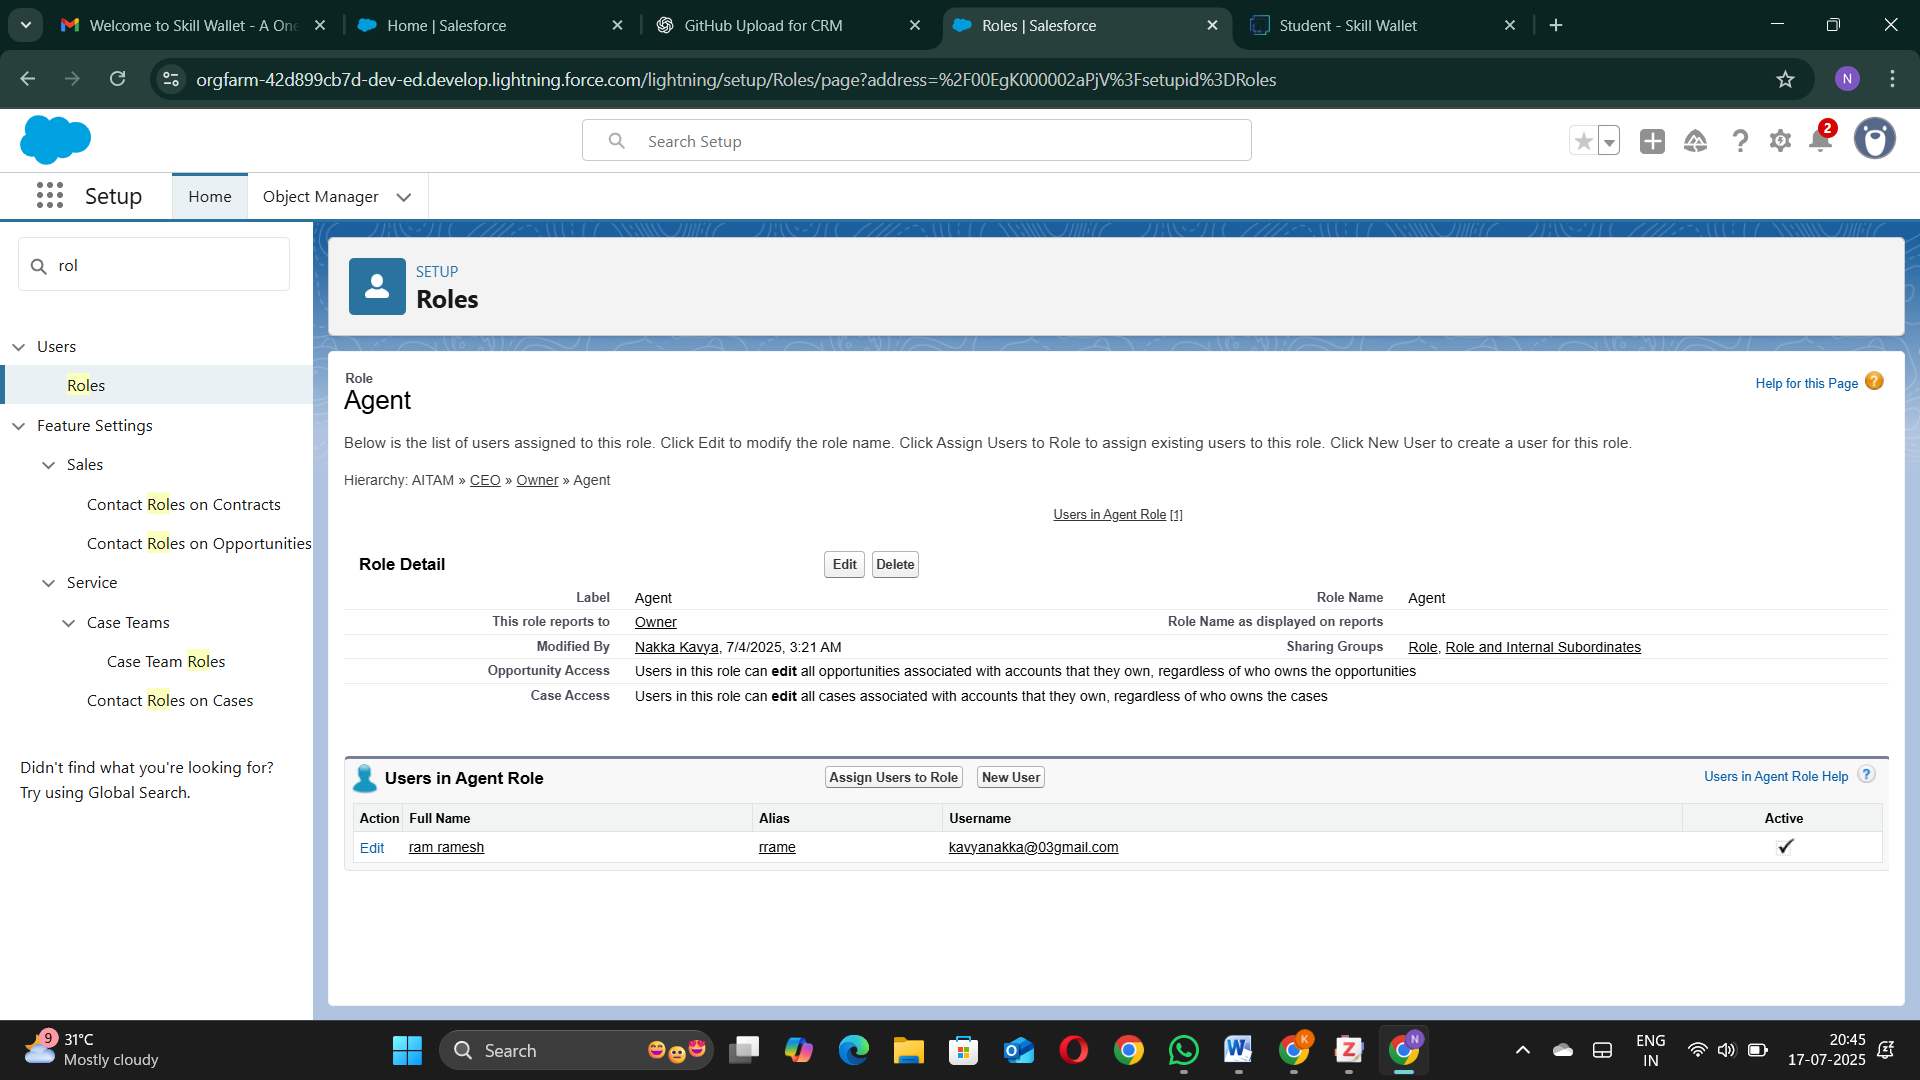 Welcome to Skill Wallet - A One
Home | Salesforce
GitHub Upload for CRM
Roles | Salesforce
Student - Skill Wallet
orgfarm-42d899cb7d-dev-ed.develop.lightning.force.com/lightning/setup/Roles/page?address=%2F00EgK000002aPjV%3Fsetupid%3DRoles
N
Search Setup
2
Setup
Home
Object Manager
rol
Users
Roles
Feature Settings
Sales
Contact Roles on Contracts
Contact Roles on Opportunities
Service
Case Teams
Case Team Roles
Contact Roles on Cases
Didn't find what you're looking for?
Try using Global Search.
SETUP
Roles
Role
Agent
Help for this Page
Below is the list of users assigned to this role. Click Edit to modify the role name. Click Assign Users to Role to assign existing users to this role. Click New User to create a user for this role.
Hierarchy: AITAM » CEO » Owner » Agent
Users in Agent Role [1]
Role Detail Edit Delete
Label Agent Role Name Agent
This role reports to Owner Role Name as displayed on reports
Modified By Nakka Kavya, 7/4/2025, 3:21 AM Sharing Groups Role, Role and Internal Subordinates
Opportunity Access Users in this role can edit all opportunities associated with accounts that they own, regardless of who owns the opportunities
Case Access Users in this role can edit all cases associated with accounts that they own, regardless of who owns the cases
Users in Agent Role Assign Users to Role New User Users in Agent Role Help ?
Action Full Name Alias Username Active
Edit ram ramesh rrame kavyanakka@03gmail.com
9
31°C
Mostly cloudy
Search
K
N
ENG
IN
20:45
17-07-2025